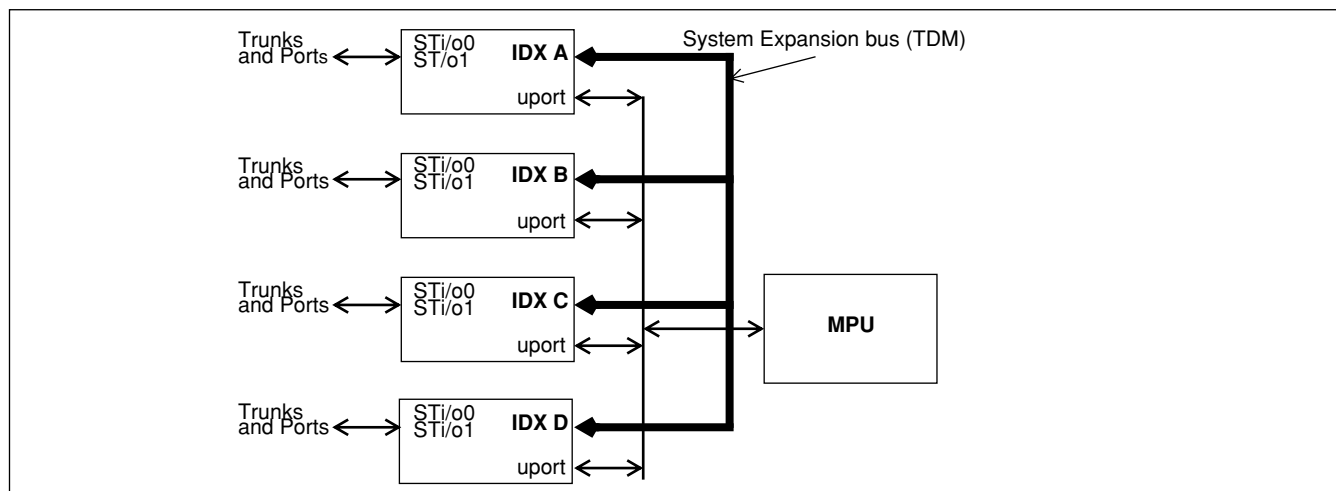 System Expansion bus (TDM)
Trunks
and Ports
STi/o0
ST/o1
IDX A
uport
Trunks
and Ports
STi/o0
STi/o1
IDX B
uport
Trunks
and Ports
STi/o0
STi/o1
IDX C
uport
MPU
Trunks
and Ports
STi/o0
STi/o1
IDX D
uport